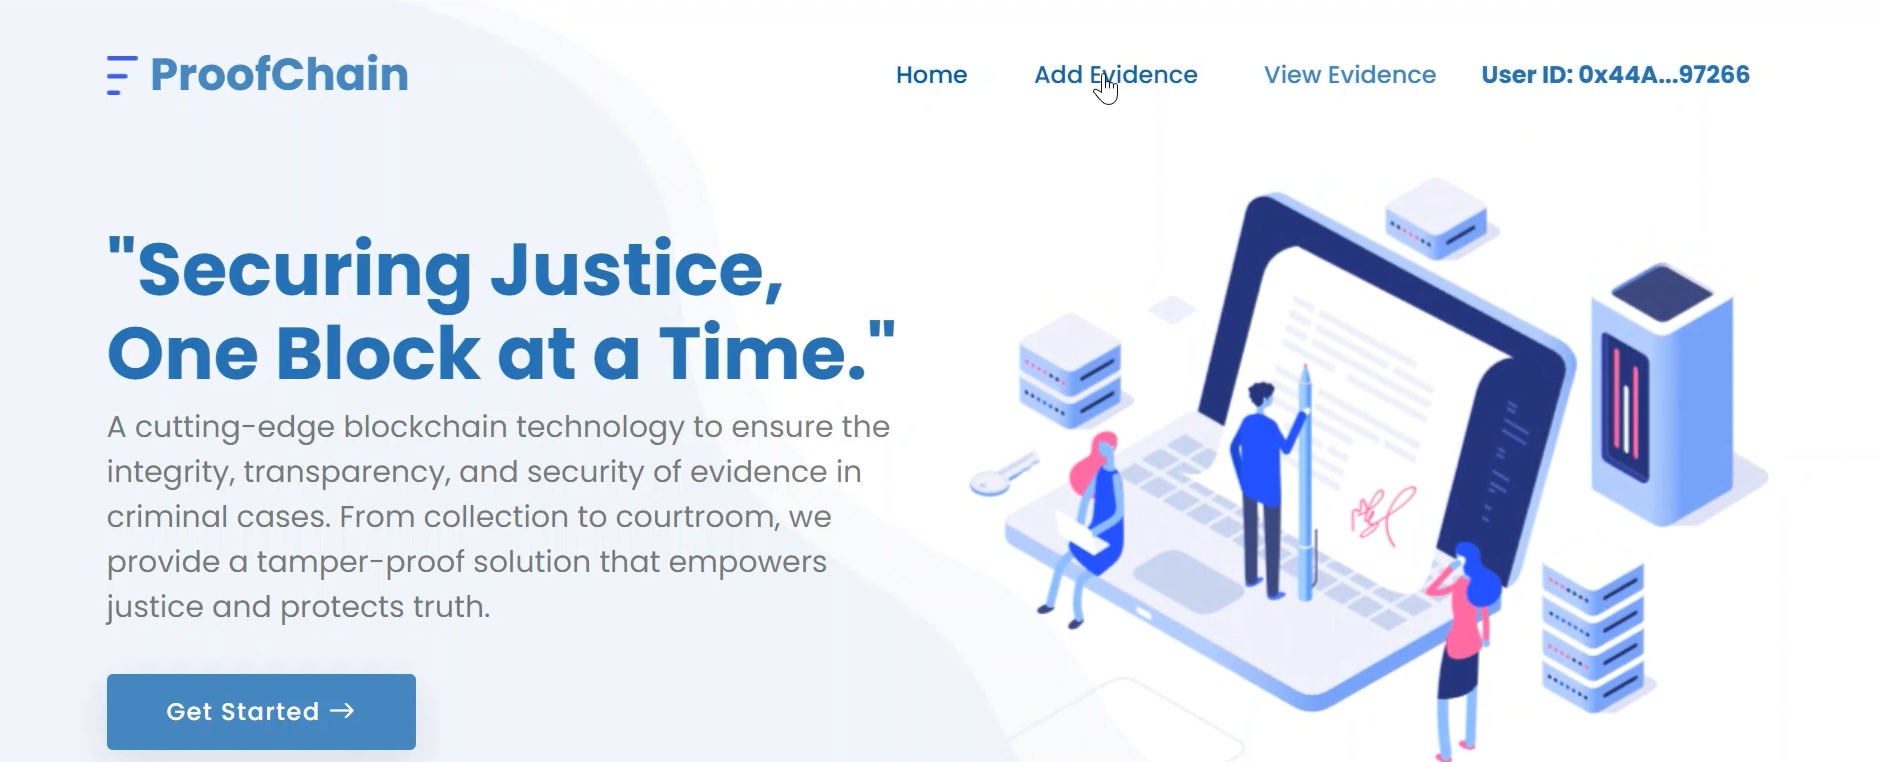 ProofChain
Home Add Evidence View Evidence User ID: 0x44A...97266
"Securing Justice,
One Block at a Time."
A cutting-edge blockchain technology to ensure the
integrity, transparency, and security of evidence in
criminal cases. From collection to courtroom, we
provide a tamper-proof solution that empowers
justice and protects truth.
Get Started →